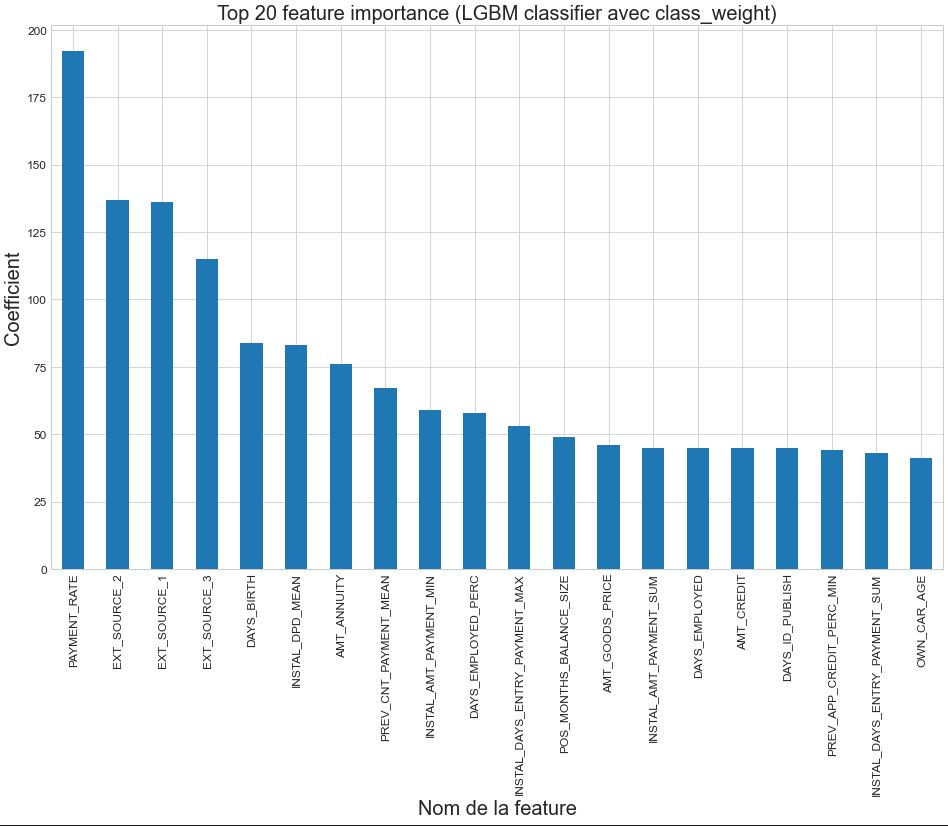 Top 20 feature importance (LGBM classifier avec class_weight)
Coefficient
200
175
150
125
100
75
50
25
0
PAYMENT_RATE
EXT_SOURCE_2
EXT_SOURCE_1
EXT_SOURCE_3
DAYS_BIRTH
INSTAL_DPD_MEAN
AMT_ANNUITY
PREV_CNT_PAYMENT_MEAN
INSTAL_AMT_PAYMENT_MIN
DAYS_EMPLOYED_PERC
INSTAL_DAYS_ENTRY_PAYMENT_MAX
POS_MONTHS_BALANCE_SIZE
AMT_GOODS_PRICE
INSTAL_AMT_PAYMENT_SUM
DAYS_EMPLOYED
AMT_CREDIT
DAYS_ID_PUBLISH
PREV_APP_CREDIT_PERC_MIN
INSTAL_DAYS_ENTRY_PAYMENT_SUM
OWN_CAR_AGE
Nom de la feature